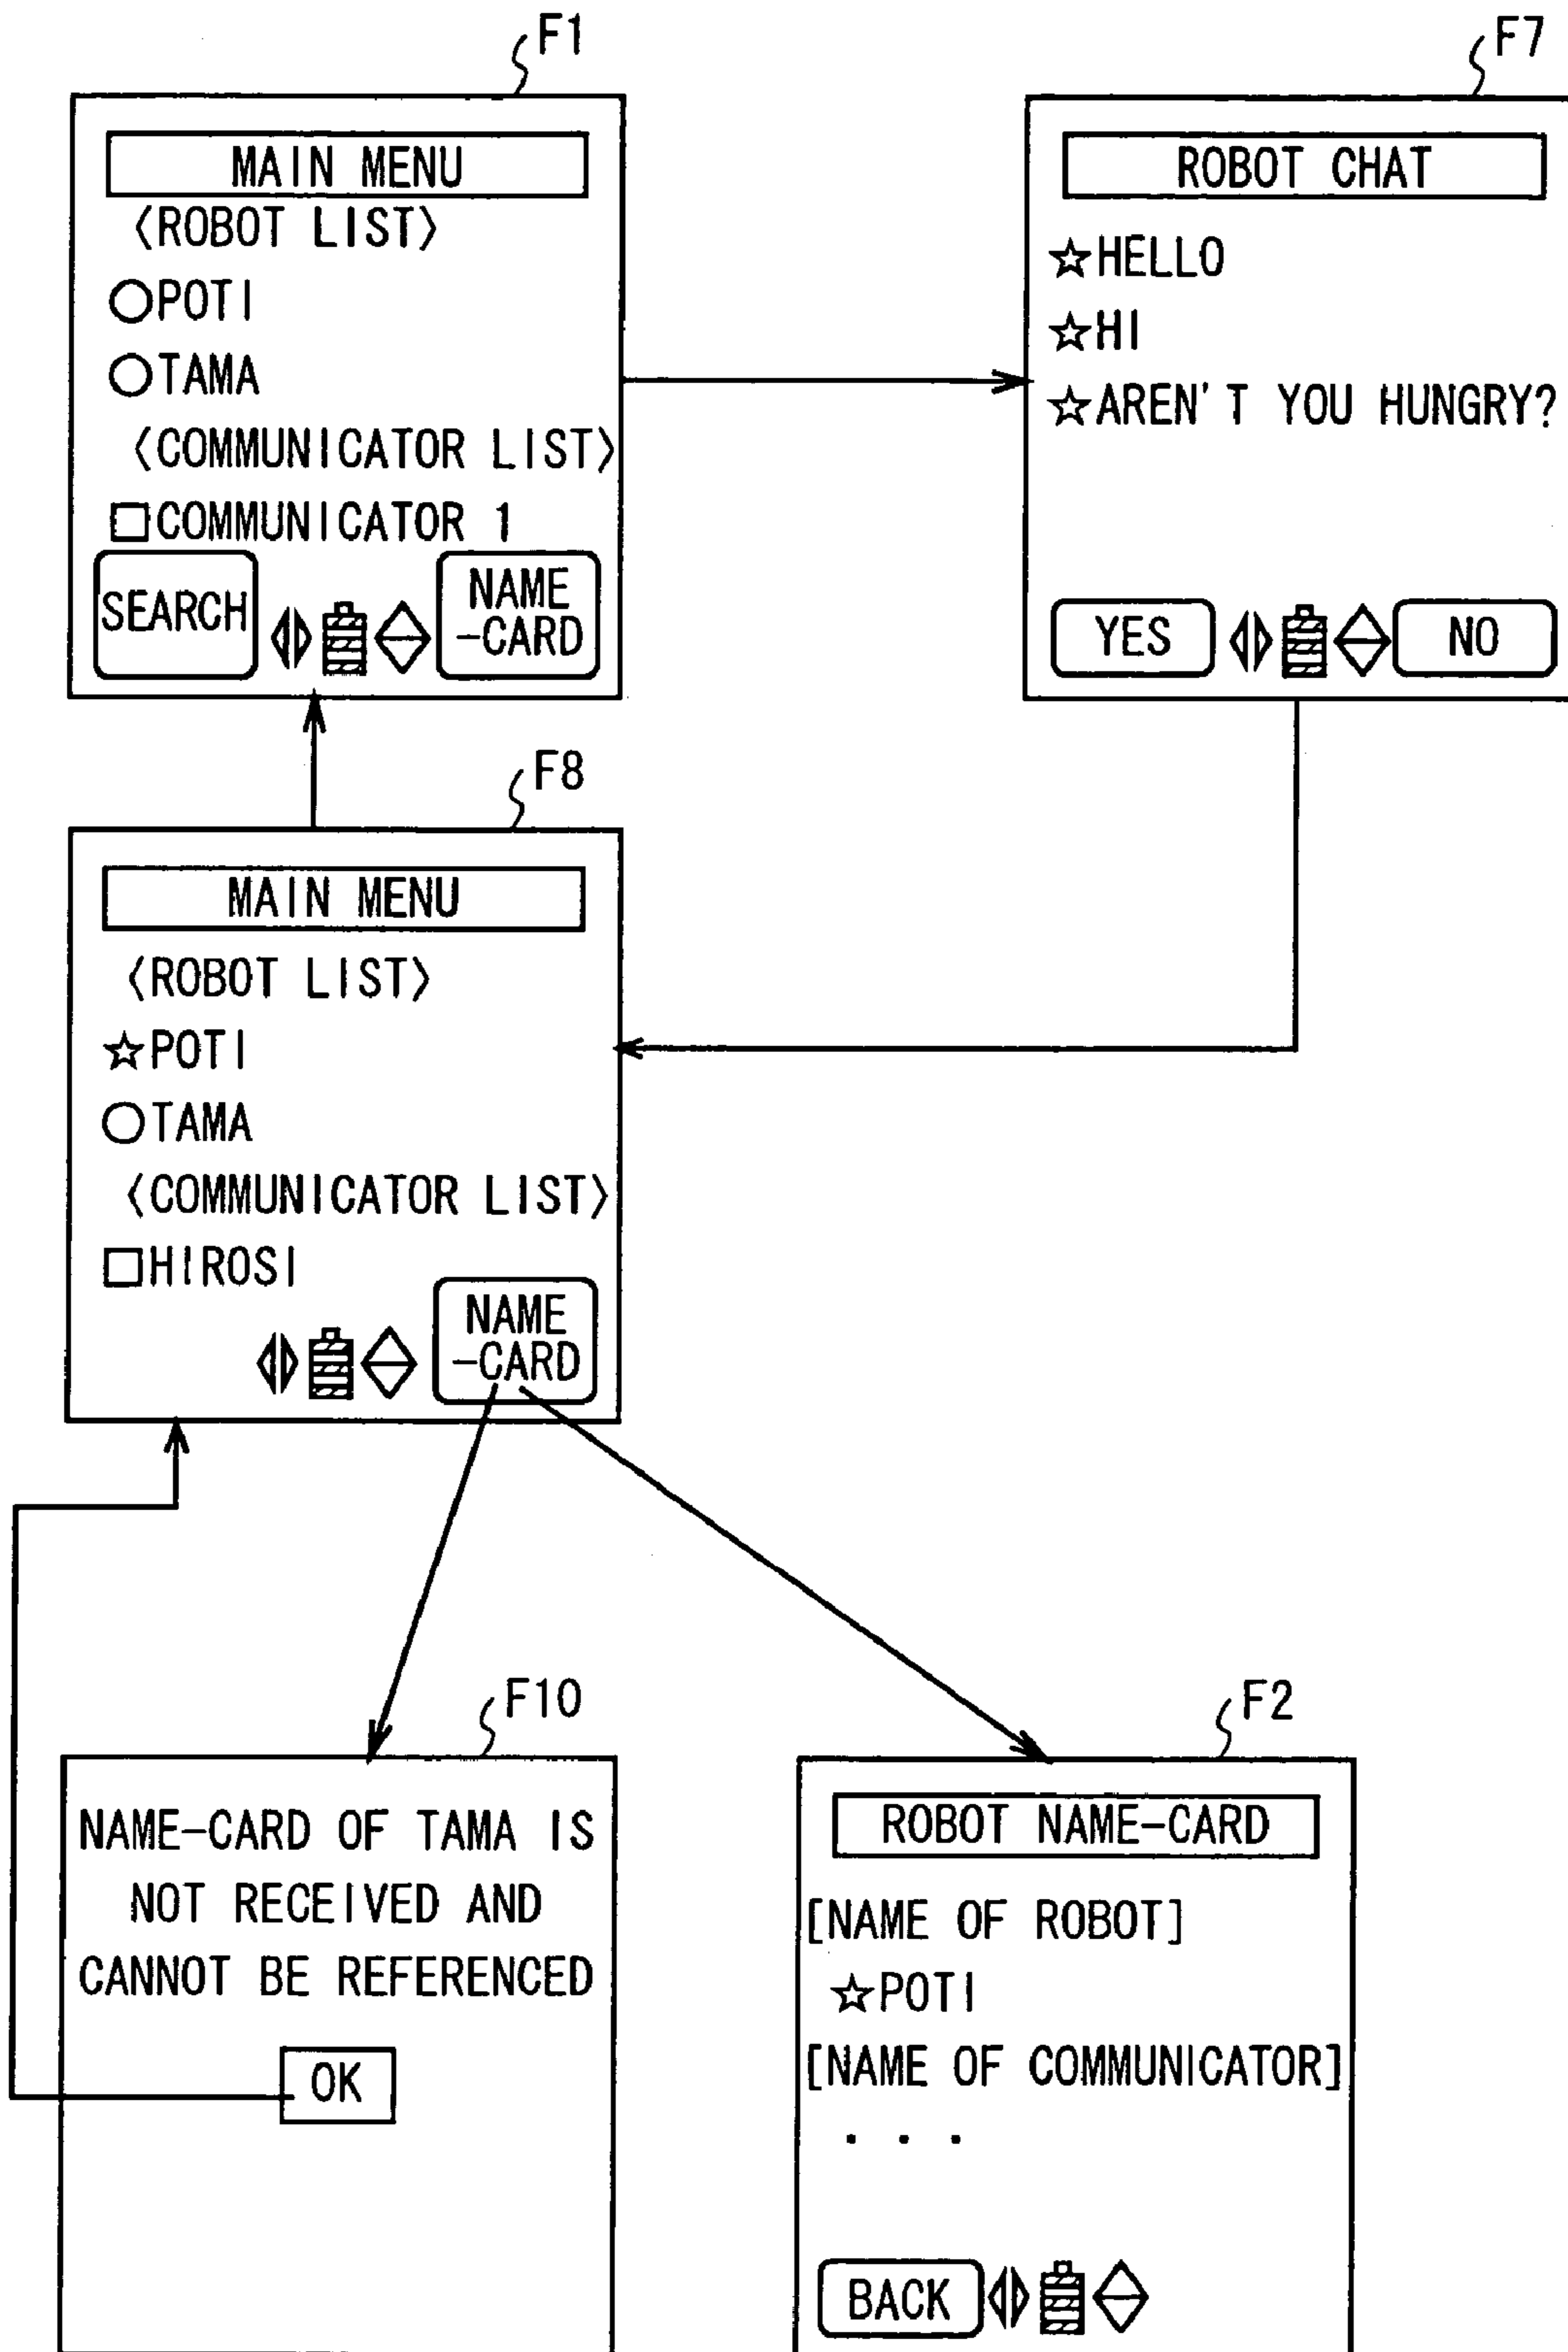 F1
MAIN MENU
〈ROBOT LIST〉
○POTI
○TAMA
〈COMMUNICATOR LIST〉
□COMMUNICATOR 1
SEARCH
NAME
-CARD
F7
ROBOT CHAT
☆HELLO
☆HI
☆AREN'T YOU HUNGRY?
YES
NO
F8
MAIN MENU
〈ROBOT LIST〉
☆POTI
○TAMA
〈COMMUNICATOR LIST〉
□HIROSI
NAME
-CARD
F10
NAME-CARD OF TAMA IS
NOT RECEIVED AND
CANNOT BE REFERENCED
OK
F2
ROBOT NAME-CARD
[NAME OF ROBOT]
☆POTI
[NAME OF COMMUNICATOR]
. . .
BACK